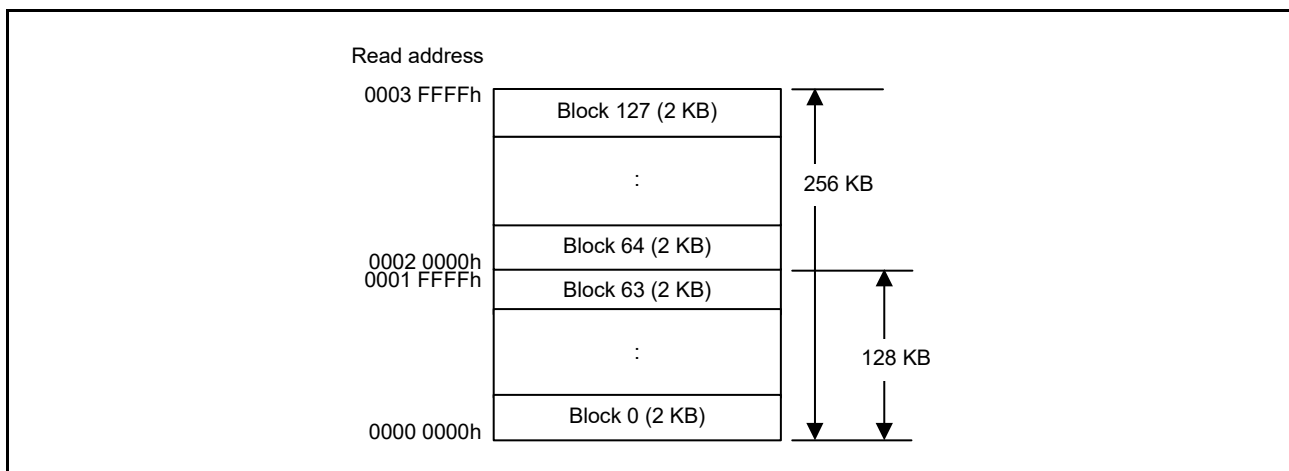 Read address
0003 FFFFh
Block 127 (2 KB)
:
256 KB
Block 64 (2 KB)
0002 0000h
0001 FFFFh
Block 63 (2 KB)
:
128 KB
Block 0 (2 KB)
0000 0000h